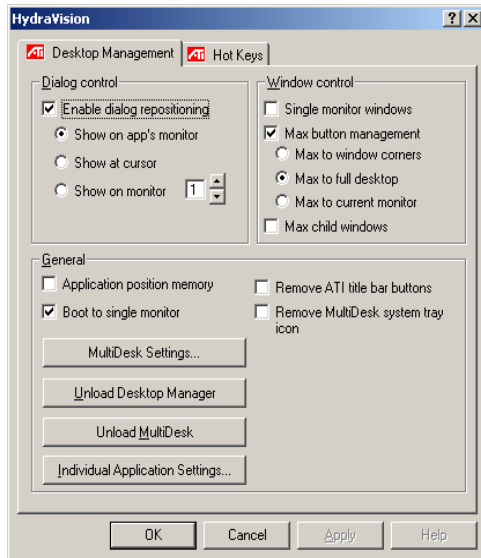 HydraVision
ATI Desktop Management
ATI Hot Keys
Dialog control
Enable dialog repositioning
Show on app's monitor
Show at cursor
Show on monitor 1
Window control
Single monitor windows
Max button management
Max to window corners
Max to full desktop
Max to current monitor
Max child windows
General
Application position memory
Boot to single monitor
Remove ATI title bar buttons
Remove MultiDesk system tray
icon
MultiDesk Settings...
Unload Desktop Manager
Unload MultiDesk
Individual Application Settings...
OK Cancel Apply Help